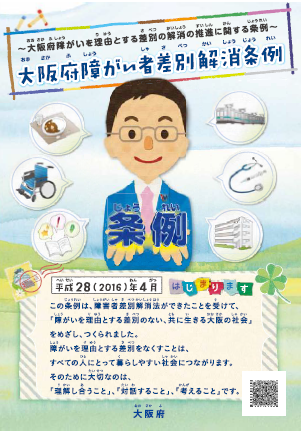 ～大阪府障がいを理由とする差別の解消の推進に関する条例～
大阪府障がい者差別解消条例
じょうれい
条例
平成28(2016)年4月 はじまります
この条例は、障害者差別解消法ができたことを受けて、
「障がいを理由とする差別のない、共に生きる大阪の社会」
をめざし、つくられました。
障がいを理由とする差別をなくすことは、
すべての人にとって暮らしやすい社会につながります。
そのために大切なのは、
「理解し合うこと」、「対話すること」、「考えること」です。
大阪府